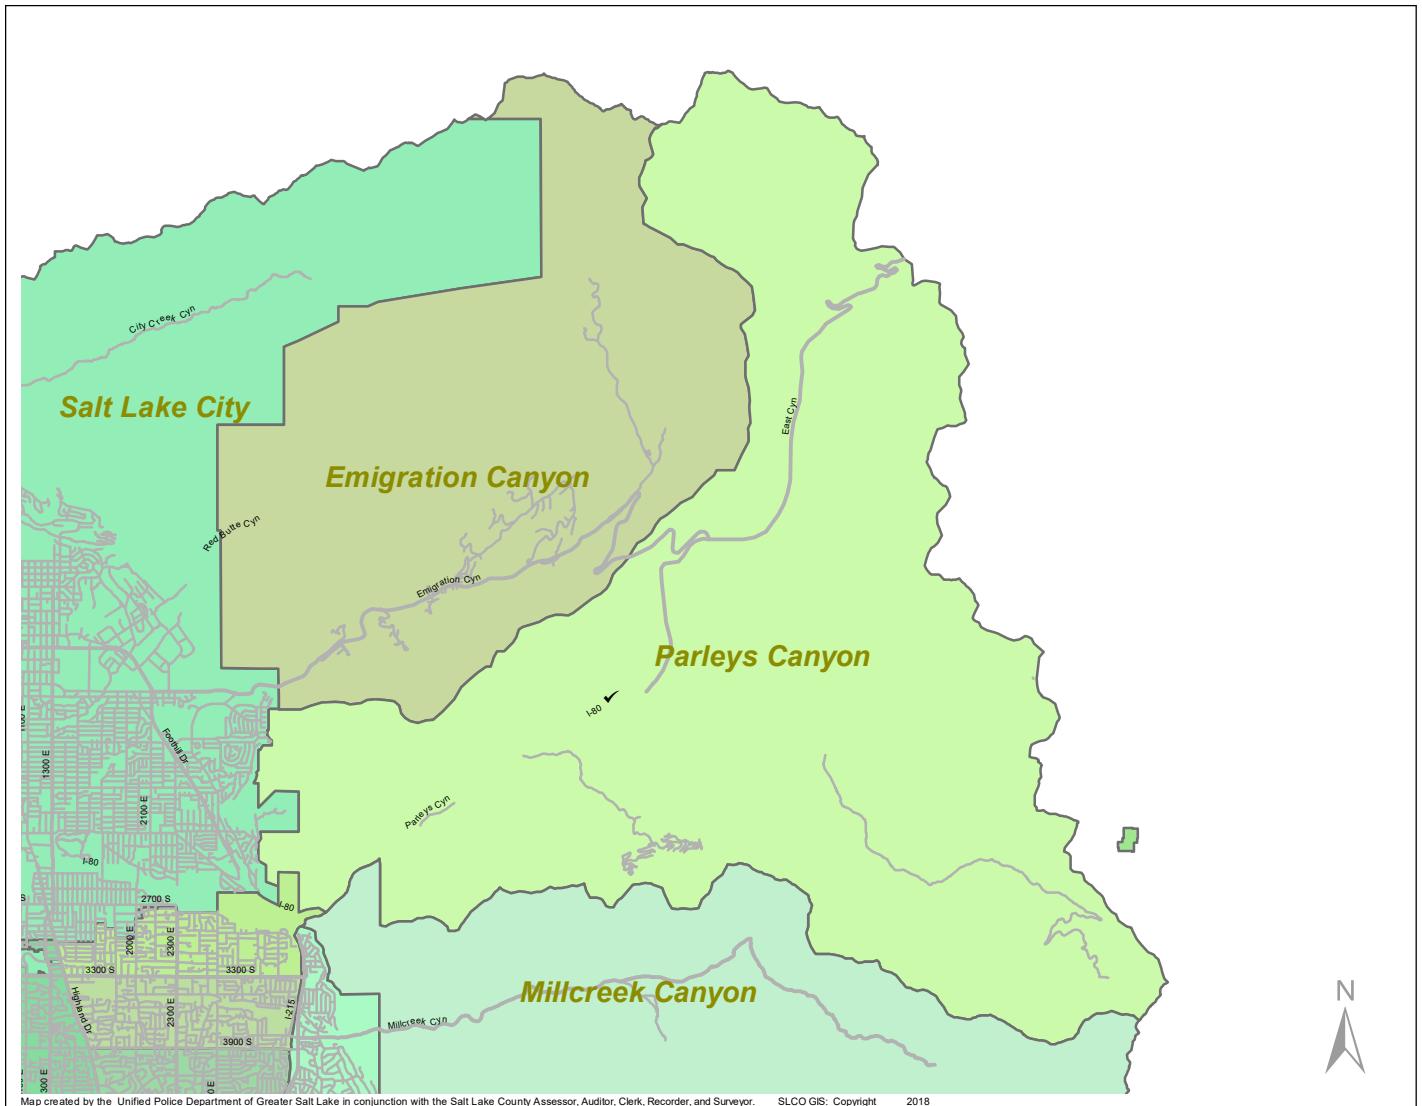 City Creek Cyn
Salt Lake City
East Cyn
Emigration Canyon
Red Butte Cyn
Emigration Cyn
Parleys Canyon
I-80
Foothill Dr
1300 E
2100 E
Parleys Cyn
I-80
2700 S
S
I-80
2000 E
2300 E
3300 S
3300 S
Millcreek Canyon
N
Highland Dr
2300 E
I-215
Millcreek Cyn
3900 S
300 E
E
Map created by the Unified Police Department of Greater Salt Lake in conjunction with the Salt Lake County Assessor, Auditor, Clerk, Recorder, and Surveyor. SLCO GIS: Copyright 2018